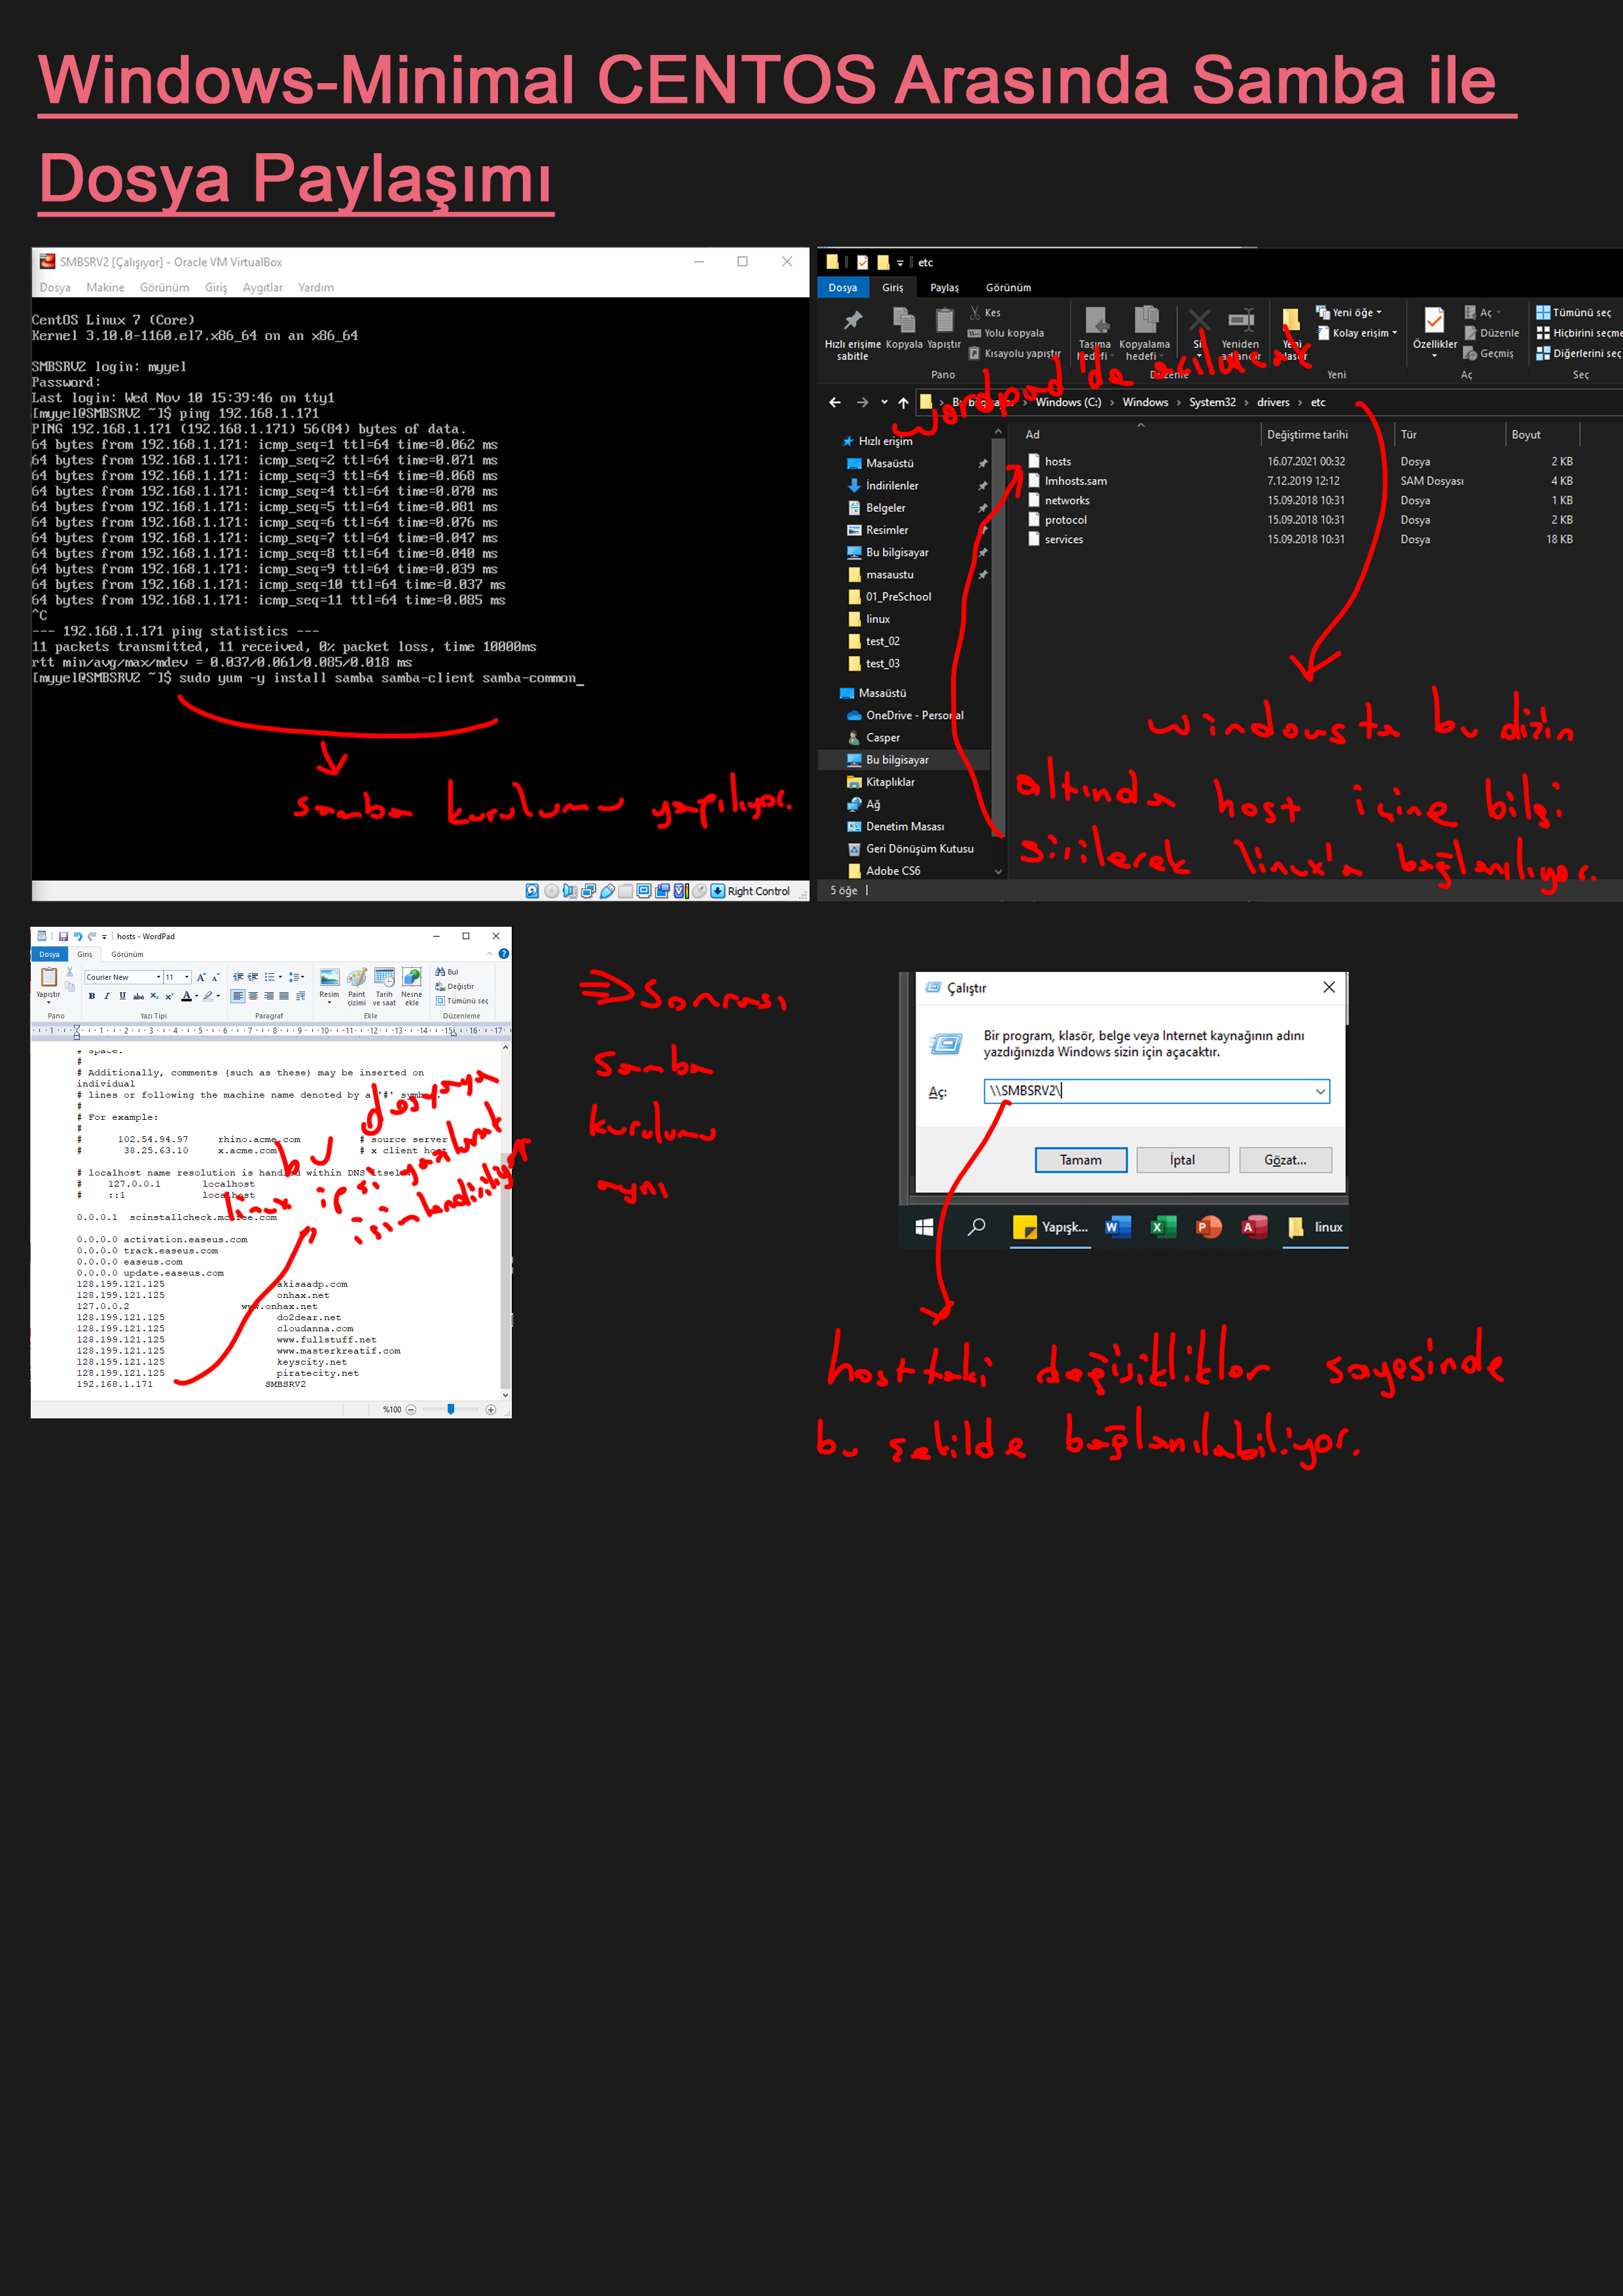 Windows-Minimal CENTOS Arasında Samba ile
Dosya Paylaşımı
SMBSRV2 [Çalışıyor] - Oracle VM VirtualBox
Dosya Makine Görünüm Giriş Aygıtlar Yardım
CentOS Linux 7 (Core)
Kernel 3.10.0-1160.el7.x86_64 on an x86_64
SMBSRV2 login: myyel
Password:
Last login: Wed Nov 10 15:39:46 on tty1
[myyel@SMBSRV2 ~]$ ping 192.168.1.171
PING 192.168.1.171 (192.168.1.171) 56(84) bytes of data.
64 bytes from 192.168.1.171: icmp_seq=1 ttl=64 time=0.062 ms
64 bytes from 192.168.1.171: icmp_seq=2 ttl=64 time=0.071 ms
64 bytes from 192.168.1.171: icmp_seq=3 ttl=64 time=0.068 ms
64 bytes from 192.168.1.171: icmp_seq=4 ttl=64 time=0.070 ms
64 bytes from 192.168.1.171: icmp_seq=5 ttl=64 time=0.081 ms
64 bytes from 192.168.1.171: icmp_seq=6 ttl=64 time=0.076 ms
64 bytes from 192.168.1.171: icmp_seq=7 ttl=64 time=0.047 ms
64 bytes from 192.168.1.171: icmp_seq=8 ttl=64 time=0.040 ms
64 bytes from 192.168.1.171: icmp_seq=9 ttl=64 time=0.039 ms
64 bytes from 192.168.1.171: icmp_seq=10 ttl=64 time=0.037 ms
64 bytes from 192.168.1.171: icmp_seq=11 ttl=64 time=0.085 ms
^C
--- 192.168.1.171 ping statistics ---
11 packets transmitted, 11 received, 0% packet loss, time 10000ms
rtt min/avg/max/mdev = 0.037/0.061/0.085/0.018 ms
[myyel@SMBSRV2 ~]$ sudo yum -y install samba samba-client samba-common_
samba kurulumu yapılıyor.
Right Control
etc
Dosya Giriş Paylaş Görünüm
Hızlı erişime sabitle
Kopyala Yapıştır
Kes
Yolu kopyala
Kısayolu yapıştır
Taşıma hedefi
Kopyalama hedefi
Yeniden
Yeni öğe
Kolay erişim
Özellikler
Aç
Düzenle
Geçmiş
Tümünü seç
Hiçbirini seçme
Diğerlerini seç
Pano Düzenle Yeni Aç Seç
wordpad'de açılacak
Windows (C:) › Windows › System32 › drivers › etc
Ad Değiştirme tarihi Tür Boyut
hosts 16.07.2021 00:32 Dosya 2 KB
lmhosts.sam 7.12.2019 12:12 SAM Dosyası 4 KB
networks 15.09.2018 10:31 Dosya 1 KB
protocol 15.09.2018 10:31 Dosya 2 KB
services 15.09.2018 10:31 Dosya 18 KB
Hızlı erişim
Masaüstü
İndirilenler
Belgeler
Resimler
Bu bilgisayar
masaustu
01_PreSchool
linux
test_02
test_03
Masaüstü
OneDrive - Personal
Casper
Bu bilgisayar
Kitaplıklar
Ağ
Denetim Masası
Geri Dönüşüm Kutusu
Adobe CS6
5 öğe
windowsta bu dizin
altında host içine bilgi
girilerek linux'a bağlanılıyor.
hosts - WordPad
Dosya Giriş Görünüm
Yapıştır
Courier New 11
Resim
Paint çizimi
Tarih ve saat
Nesne ekle
Bul
Değiştir
Tümünü seç
Pano Yazı Tipi Paragraf Ekle Düzenleme
# space.
#
# Additionally, comments (such as these) may be inserted on
individual
# lines or following the machine name denoted by a '#' symbol.
#
# For example:
#
# 102.54.94.97 rhino.acme.com # source server
# 38.25.63.10 x.acme.com # x client host
# localhost name resolution is handled within DNS itself.
# 127.0.0.1 localhost
# ::1 localhost
0.0.0.1 scinstallcheck.mcafee.com
0.0.0.0 activation.easeus.com
0.0.0.0 track.easeus.com
0.0.0.0 easeus.com
0.0.0.0 update.easeus.com
128.199.121.125 akisaadp.com
128.199.121.125 onhax.net
127.0.0.2 www.onhax.net
128.199.121.125 do2dear.net
128.199.121.125 cloudanna.com
128.199.121.125 www.fullstuff.net
128.199.121.125 www.masterkreatif.com
128.199.121.125 keyscity.net
128.199.121.125 piratecity.net
192.168.1.171 SMBSRV2
%100
bu dosyaya
linux ipsi yazılarak
isimlendiriliyor
⇒ Sonrası
samba
kurulumu
aynı
Çalıştır
Bir program, klasör, belge veya Internet kaynağının adını
yazdığınızda Windows sizin için açacaktır.
Aç: \\SMBSRV2\
Tamam İptal Gözat...
Yapışk... linux
hosttaki değişiklikler sayesinde
bu şekilde bağlanılabiliyor.